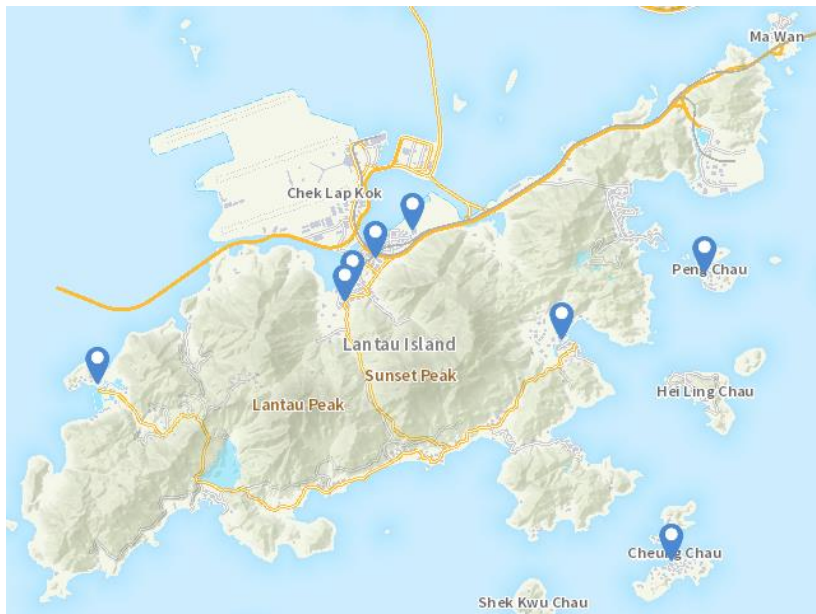 Ma Wan
Chek Lap Kok
Peng Chau
Lantau Island
Sunset Peak
Hei Ling Chau
Lantau Peak
Cheung Chau
Shek Kwu Chau